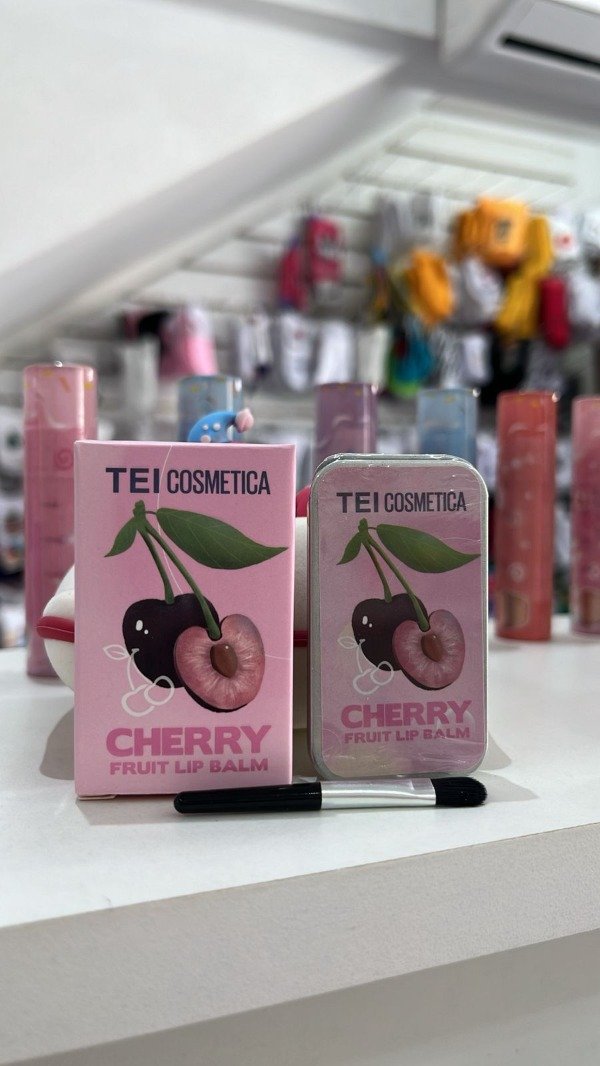 TEI COSMETICA
CHERRY
FRUIT LIP BALM
TEI COSMETICA
CHERRY
FRUIT LIP BALM